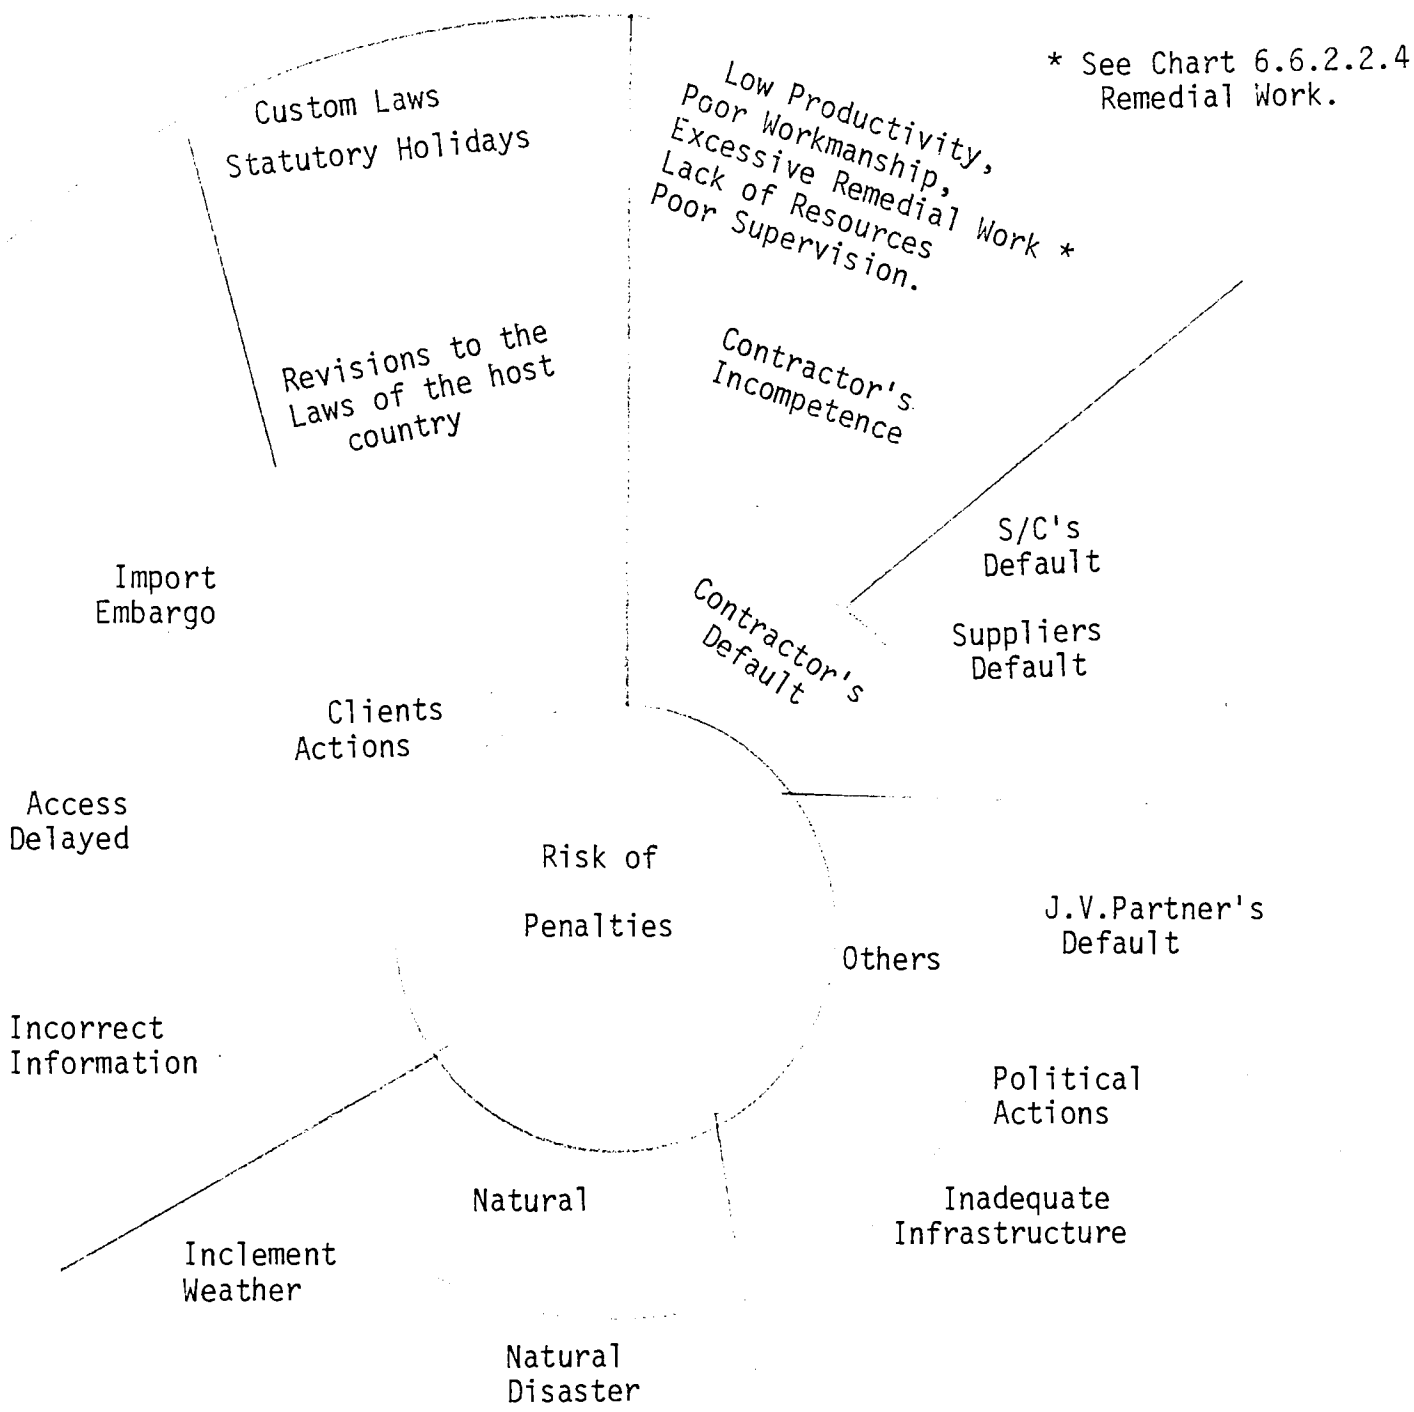 * See Chart 6.6.2.2.4
Remedial Work.
Custom Laws
Statutory Holidays
Low Productivity,
Poor Workmanship,
Excessive Remedial Work *
Lack of Resources
Poor Supervision.
Revisions to the
Laws of the host
country
Contractor's
Incompetence
S/C's
Default
Import
Embargo
Contractor's
Default
Suppliers
Default
Clients
Actions
Access
Delayed
Risk of
Penalties
J.V.Partner's
Default
Others
Incorrect
Information
Political
Actions
Natural
Inadequate
Infrastructure
Inclement
Weather
Natural
Disaster